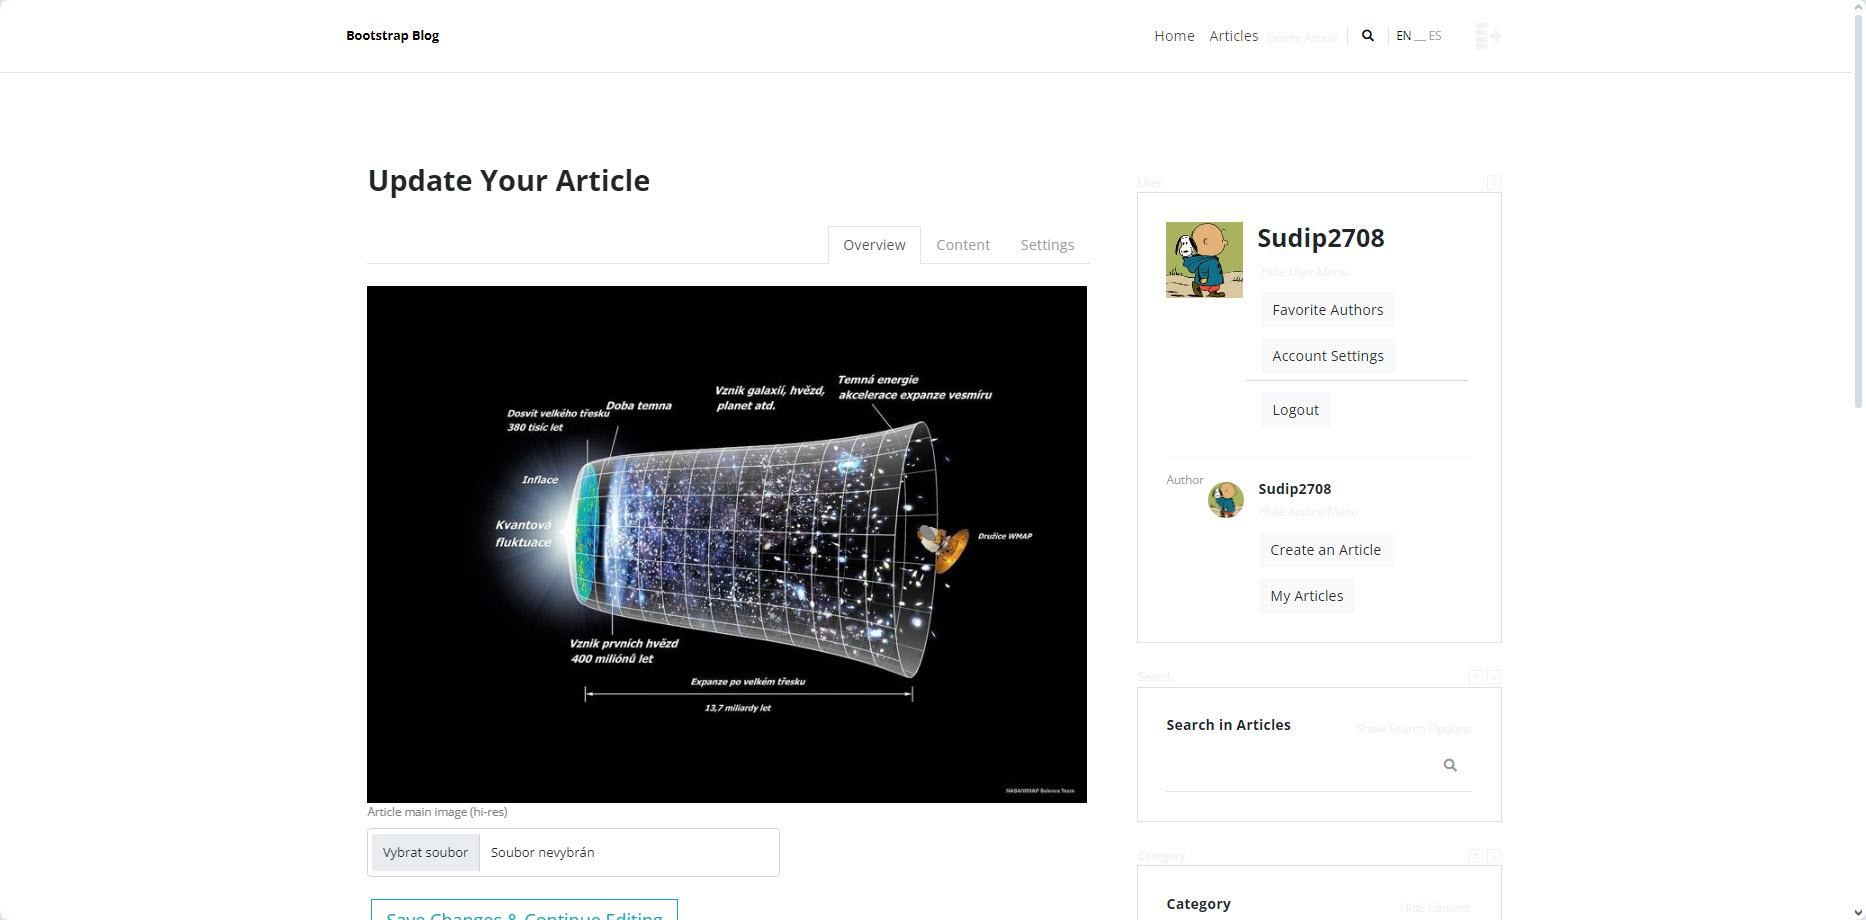 Bootstrap Blog
Home Articles Delete Article EN __ ES
Update Your Article
Overview Content Settings
Temná energie
akcelerace expanze vesmíru
Vznik galaxií, hvězd,
planet atd.
Doba temna
Dosvit velkého třesku
380 tisíc let
Inflace
Kvantová
fluktuace
Družice WMAP
Vznik prvních hvězd
400 miliónů let
Expanze po velkém třesku
13,7 miliardy let
NASA/WMAP Science Team
Article main image (hi-res)
Vybrat soubor Soubor nevybrán
Save Changes & Continue Editing
User
Sudip2708
Hide User Menu
Favorite Authors
Account Settings
Logout
Author
Sudip2708
Hide Author Menu
Create an Article
My Articles
Search
Search in Articles
Show Search Options
Category
Category
Hide Content